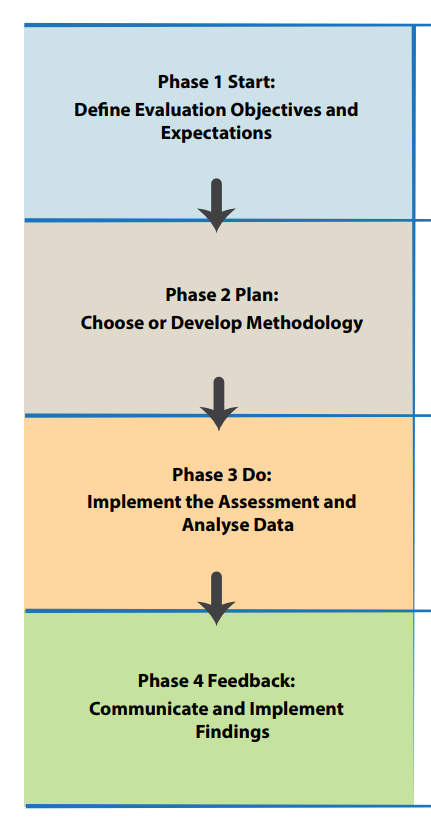 Phase 1 Start:
Define Evaluation Objectives and
Expectations
Phase 2 Plan:
Choose or Develop Methodology
Phase 3 Do:
Implement the Assessment and
Analyse Data
Phase 4 Feedback:
Communicate and Implement
Findings